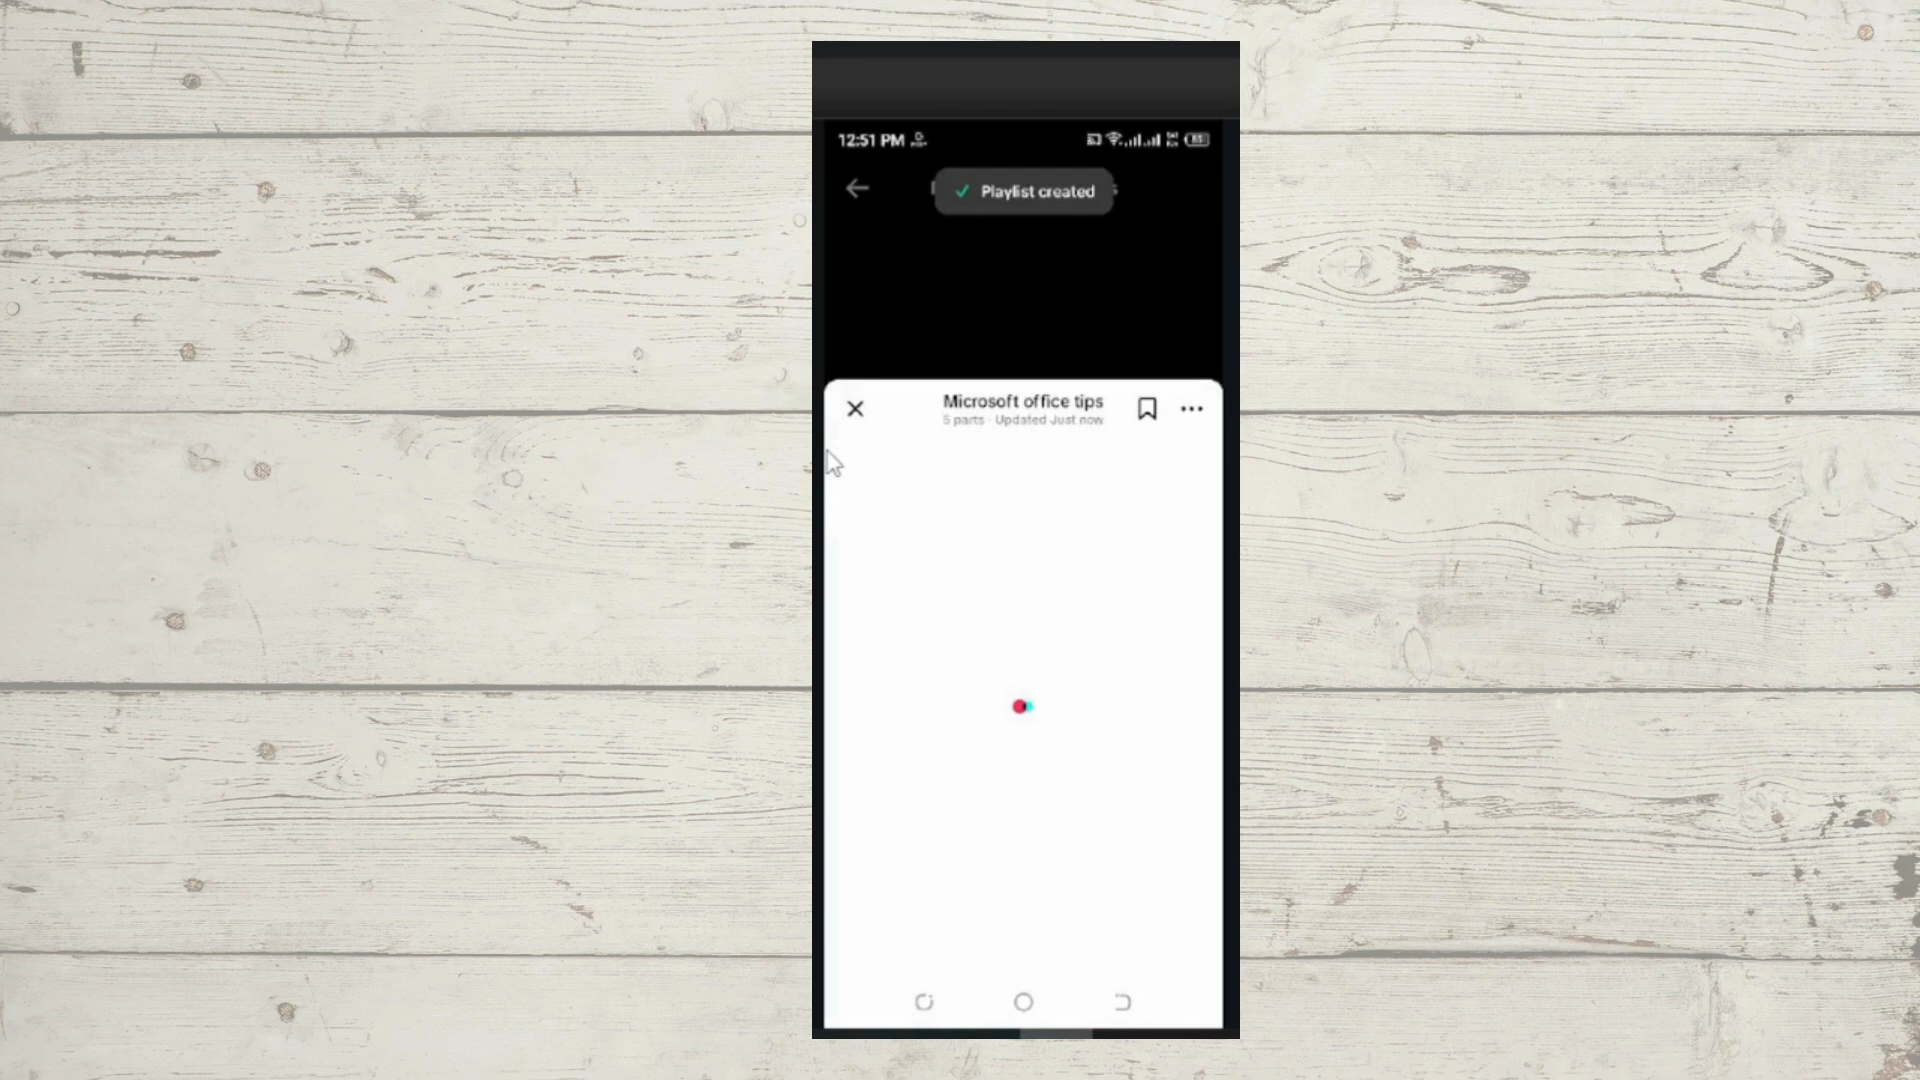 12:51 PM
Playlist created
Microsoft office tips
5 parts · Updated Just now